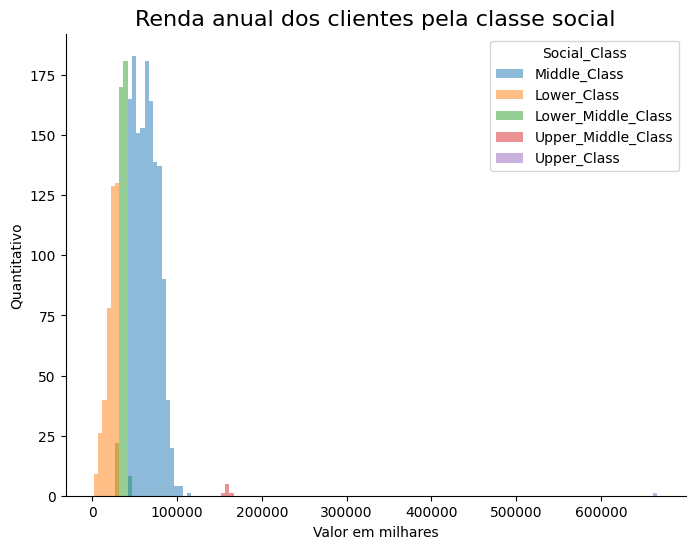 Renda anual dos clientes pela classe social
Social_Class
Middle_Class
Lower_Class
Lower_Middle_Class
Upper_Middle_Class
Upper_Class
Quantitativo
175
150
125
100
75
50
25
0
0 100000 200000 300000 400000 500000 600000
Valor em milhares